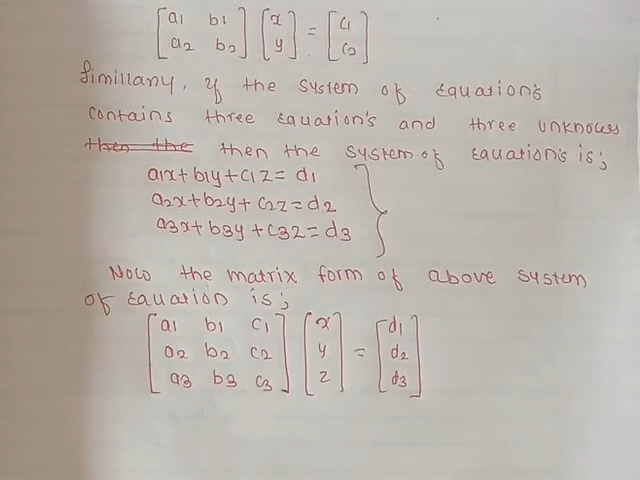 [a1 b1] [x] = [c1]
[a2 b2] [y] [c2]
Simillany, if the system of Equation's
contains three Equation's and three unknows
then the then the system of Equation's is;
a1x + b1y + c1z = d1
a2x + b2y + c2z = d2
a3x + b3y + c3z = d3
Now the matrix form of above system
of Equation is;
[a1 b1 c1] [x] [d1]
[a2 b2 c2] [y] = [d2]
[a3 b3 c3] [z] [d3]